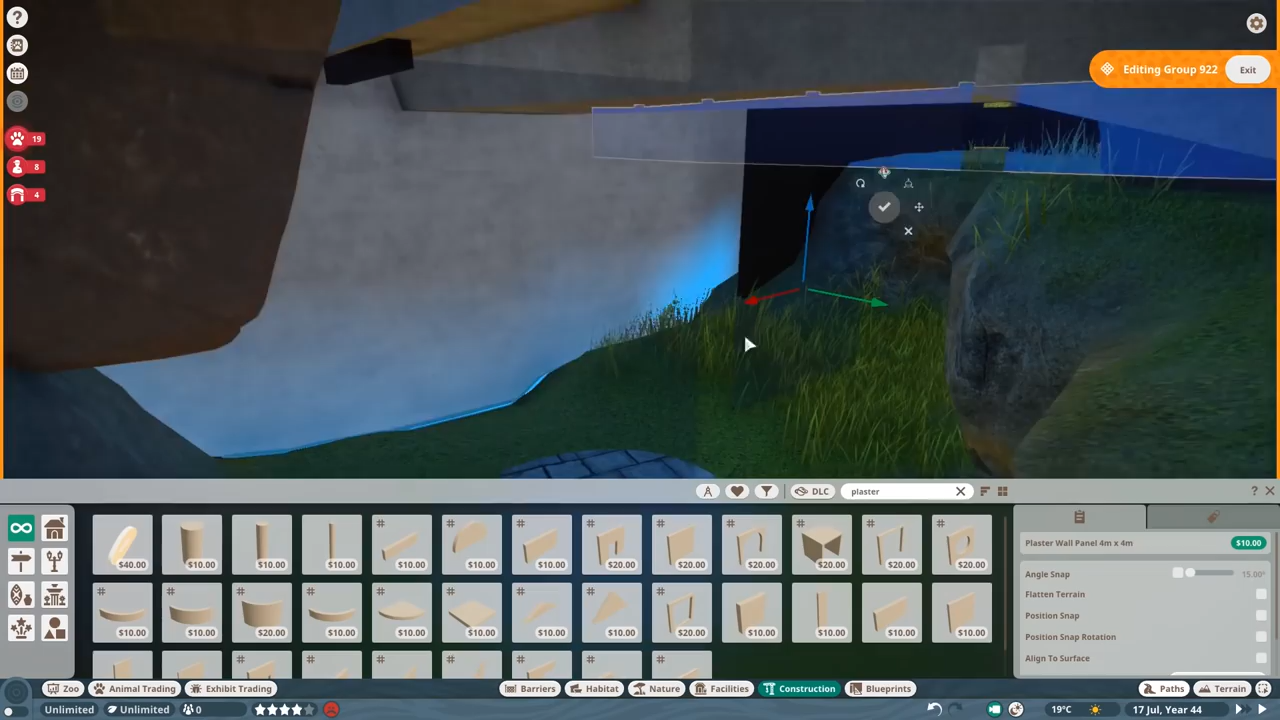 ?
Editing Group 922 Exit
19
8
4
DLC plaster
? ×
$40.00 $10.00 $10.00 $10.00 $10.00 $10.00 $10.00 $20.00 $10.00 $20.00 $20.00 $20.00 $20.00
$10.00 $10.00 $20.00 $10.00 $10.00 $10.00 $10.00 $10.00 $20.00 $10.00 $10.00 $10.00 $10.00
Plaster Wall Panel 4m x 4m $10.00
Angle Snap 15.00°
Flatten Terrain
Position Snap
Position Snap Rotation
Align To Surface
Zoo Animal Trading Exhibit Trading Barriers Habitat Nature Facilities Construction Blueprints Paths Terrain
Unlimited Unlimited 0 19°C 17 Jul, Year 44